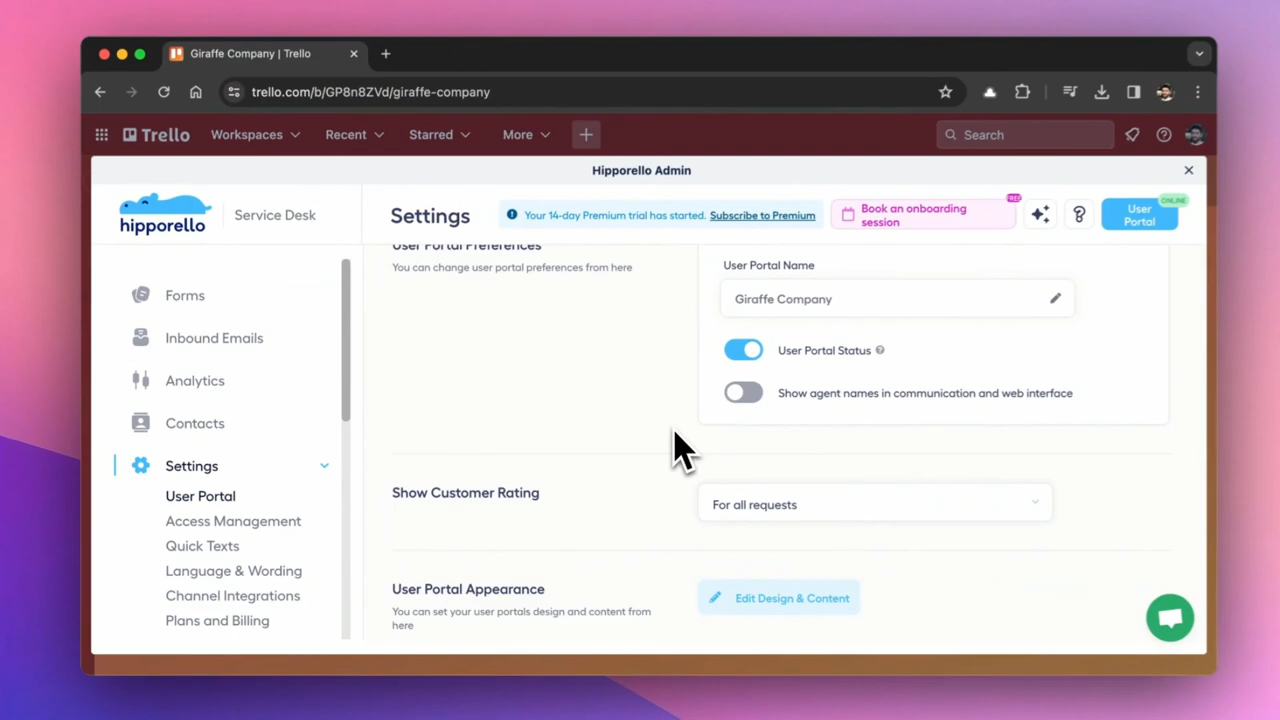 Giraffe Company | Trello
trello.com/b/GP8n8ZVd/giraffe-company
Trello
Workspaces
Recent
Starred
More
Search
Hipporello Admin
hipporello
Service Desk
Settings
Your 14-day Premium trial has started. Subscribe to Premium
Book an onboarding
session
FREE
User
Portal
ONLINE
Forms
Inbound Emails
Analytics
Contacts
Settings
User Portal
Access Management
Quick Texts
Language & Wording
Channel Integrations
Plans and Billing
User Portal Preferences
You can change user portal preferences from here
User Portal Name
Giraffe Company
User Portal Status
Show agent names in communication and web interface
Show Customer Rating
For all requests
User Portal Appearance
You can set your user portals design and content from
here
Edit Design & Content